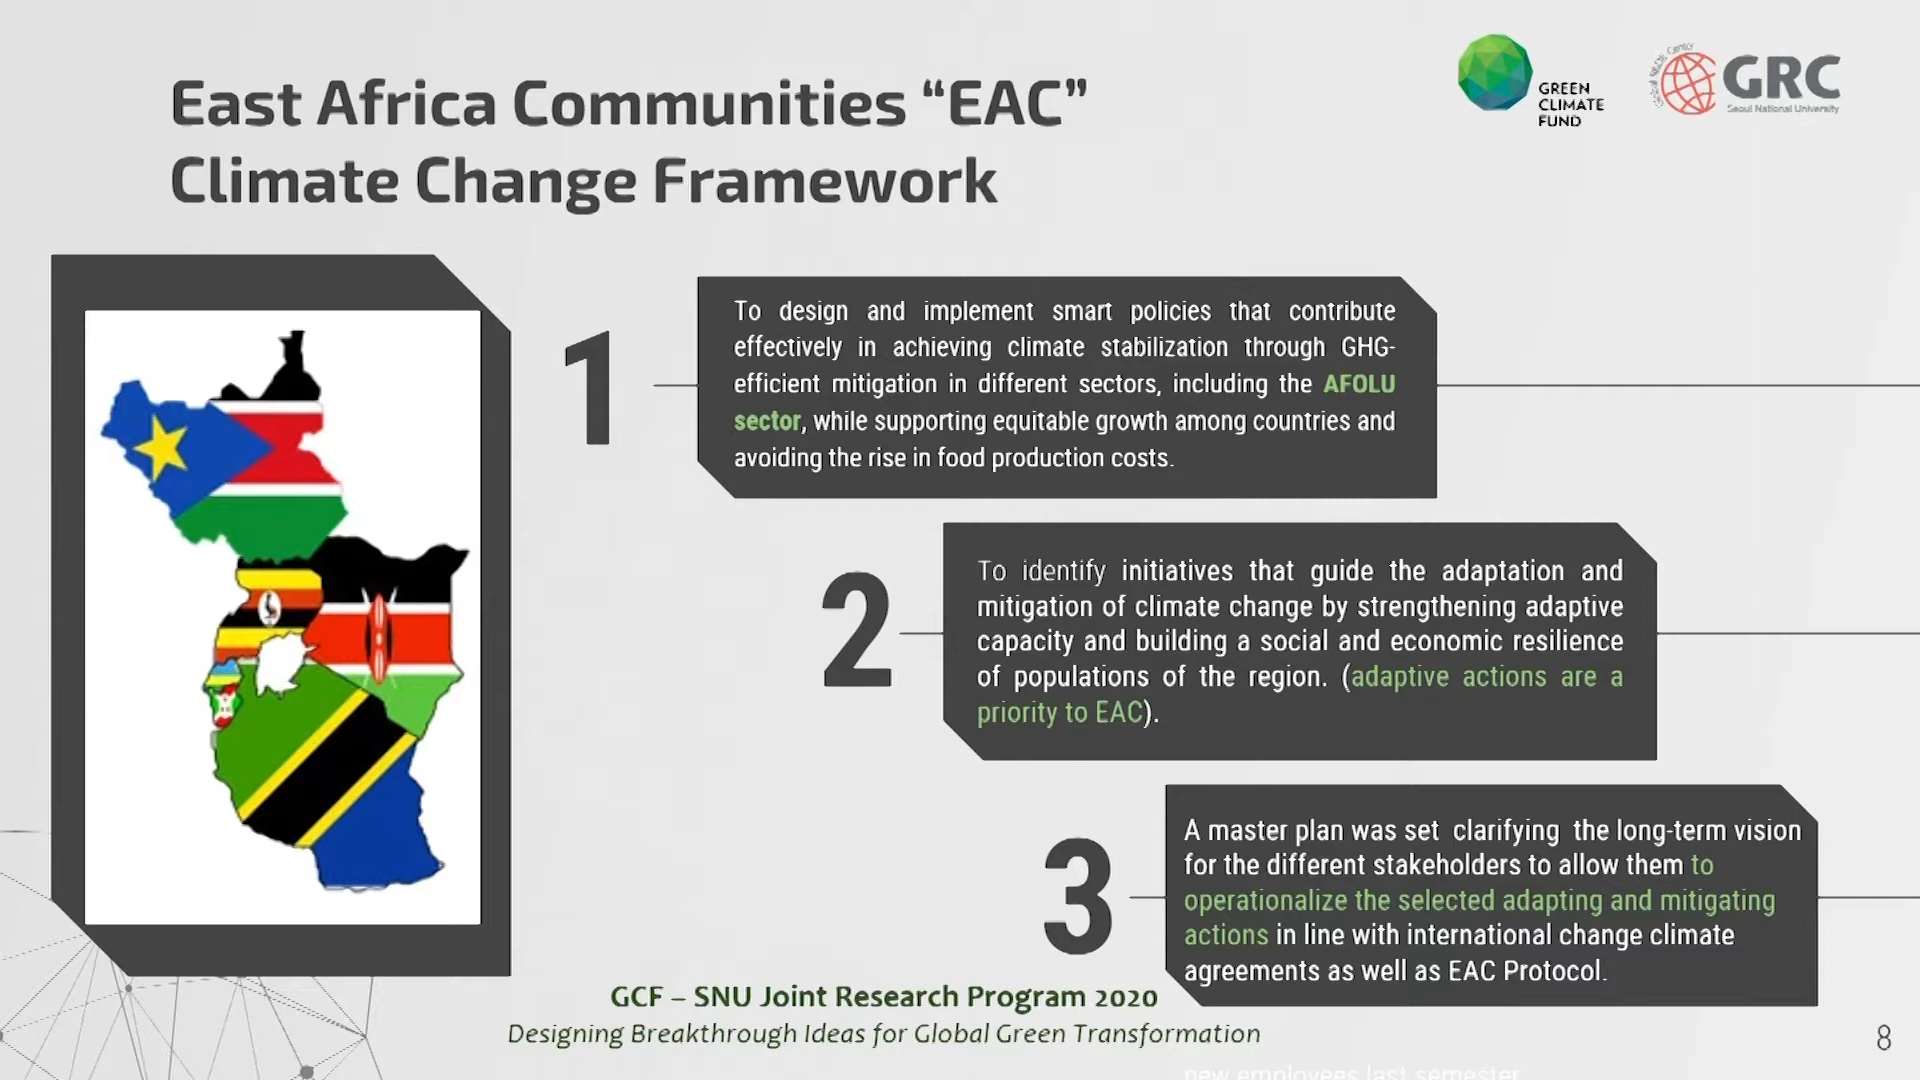 East Africa Communities “EAC”
Climate Change Framework
GREEN
CLIMATE
FUND
GRC
Seoul National University
1
To design and implement smart policies that contribute
effectively in achieving climate stabilization through GHG-
efficient mitigation in different sectors, including the AFOLU
sector, while supporting equitable growth among countries and
avoiding the rise in food production costs.
2
To identify initiatives that guide the adaptation and
mitigation of climate change by strengthening adaptive
capacity and building a social and economic resilience
of populations of the region. (adaptive actions are a
priority to EAC).
3
A master plan was set clarifying the long-term vision
for the different stakeholders to allow them to
operationalize the selected adapting and mitigating
actions in line with international change climate
agreements as well as EAC Protocol.
GCF – SNU Joint Research Program 2020
Designing Breakthrough Ideas for Global Green Transformation
8
new employees last semester